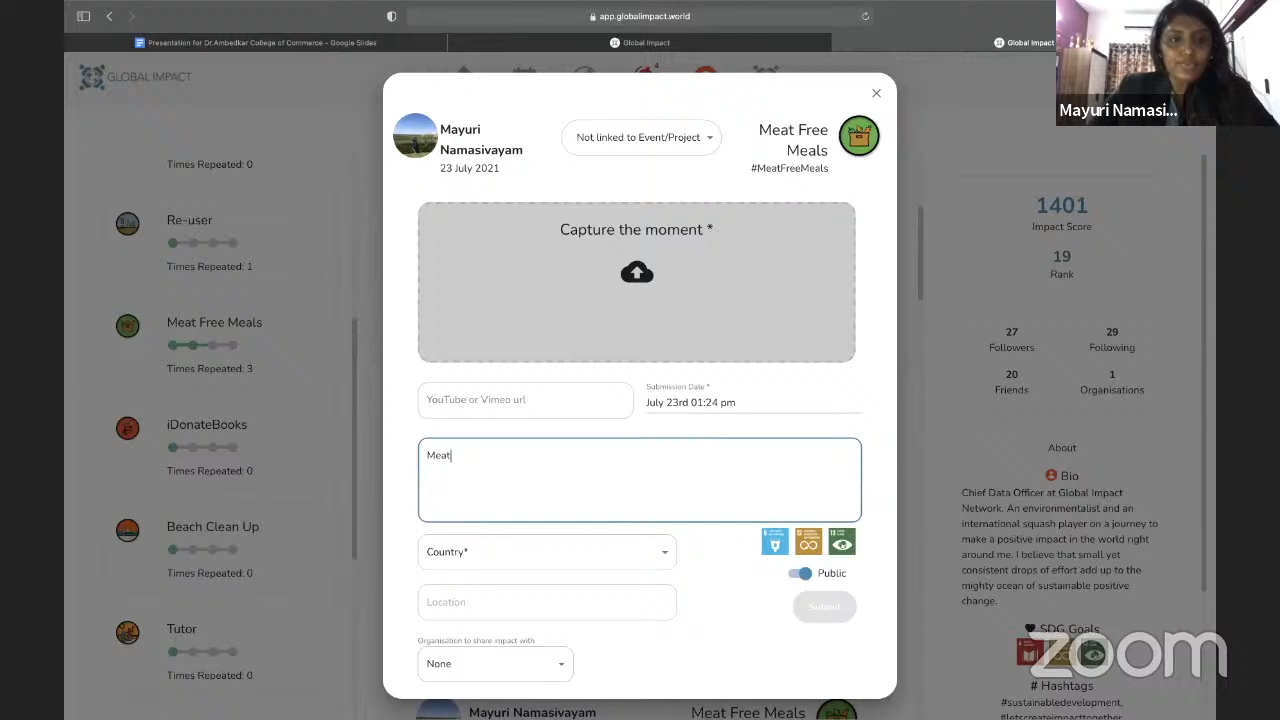 app.globalimpact.world
Presentation for Dr.Ambedkar College of Commerce - Google Slides
Global Impact
Global Impact
Mayuri Namasi...
GLOBAL IMPACT
4
Times Repeated: 0
Re-user
Times Repeated: 1
Meat Free Meals
Times Repeated: 3
iDonateBooks
Times Repeated: 0
Beach Clean Up
Times Repeated: 0
Tutor
Times Repeated: 0
Mayuri
Namasivayam
23 July 2021
Not linked to Event/Project
Meat Free
Meals
#MeatFreeMeals
Capture the moment *
YouTube or Vimeo url
Submission Date *
July 23rd 01:24 pm
Meat
Country*
Public
Location
Submit
Organisation to share impact with
None
Mayuri Namasivayam
Meat Free Meals
1401
Impact Score
19
Rank
27
Followers
29
Following
20
Friends
1
Organisations
About
Bio
Chief Data Officer at Global Impact
Network. An environmentalist and an
international squash player on a journey to
make a positive impact in the world right
around me. I believe that small yet
consistent drops of effort add up to the
mighty ocean of sustainable positive
change.
SDG Goals
# Hashtags
#sustainabledevelopment,
#letscreateimpacttogether
zoom